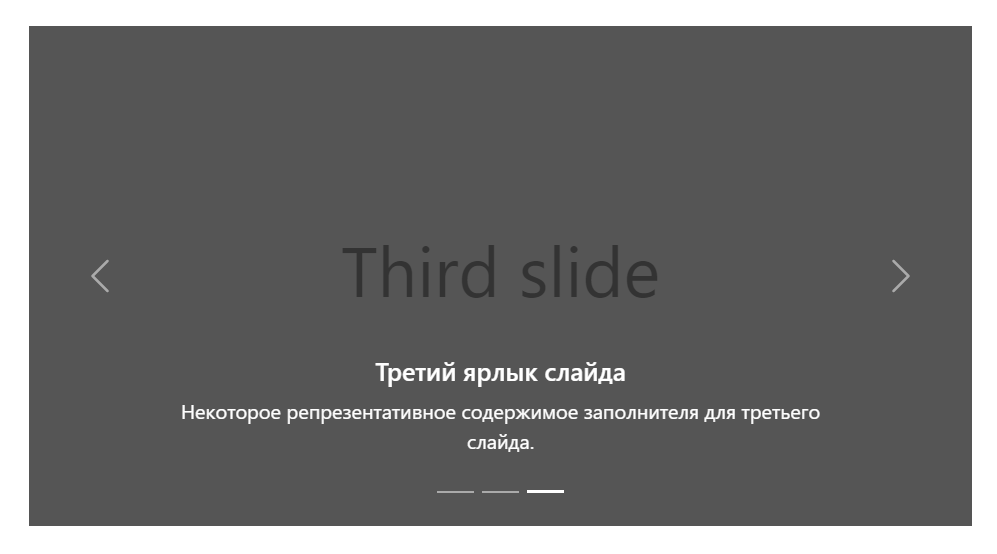 Third slide
Третий ярлык слайда
Некоторое репрезентативное содержимое заполнителя для третьего
слайда.